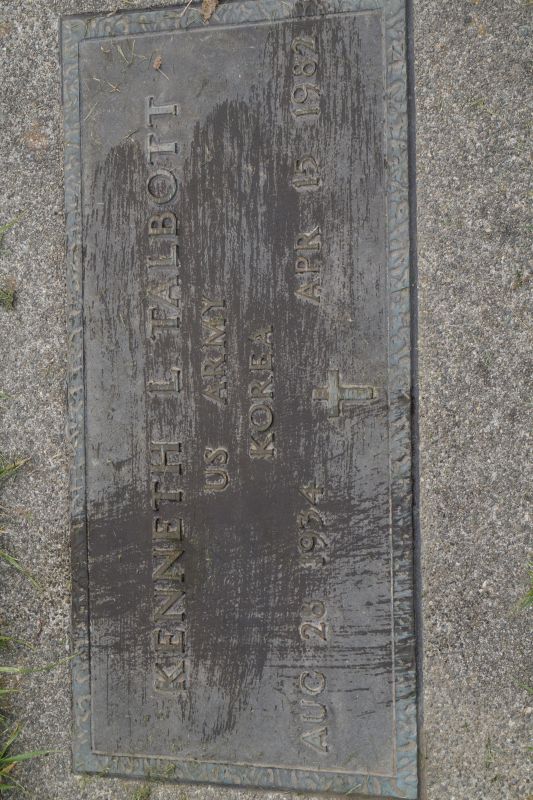 KENNETH L TALBOTT
US ARMY
KOREA
AUG 28 1934 APR 15 1982